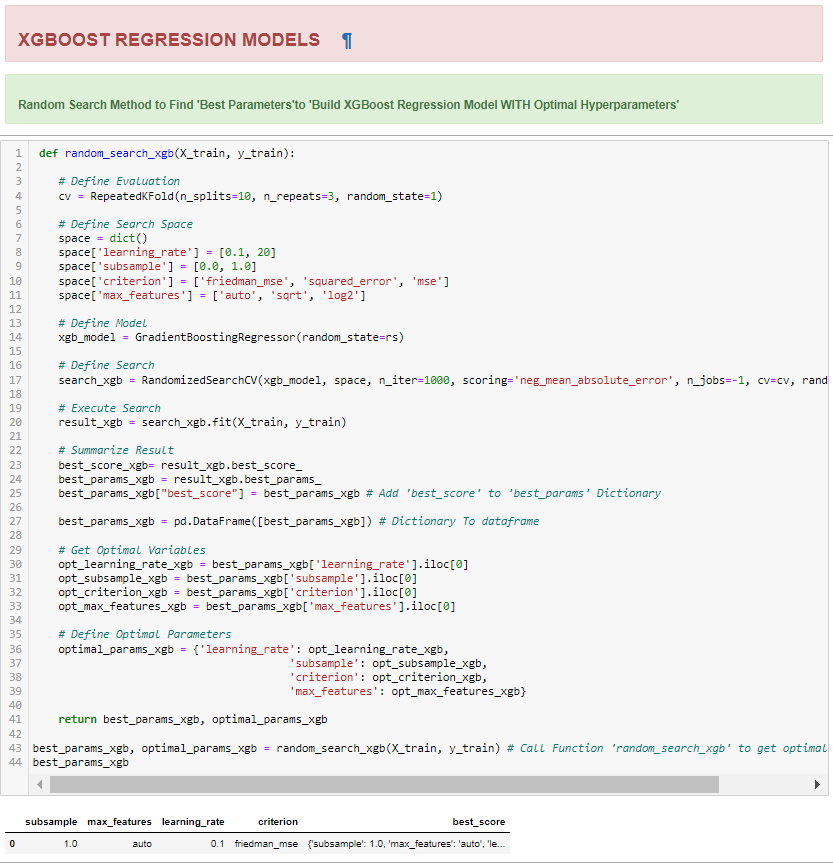 XGBOOST REGRESSION MODELS ¶
Random Search Method to Find 'Best Parameters'to 'Build XGBoost Regression Model WITH Optimal Hyperparameters'
1 def random_search_xgb(X_train, y_train):
2
3 # Define Evaluation
4 cv = RepeatedKFold(n_splits=10, n_repeats=3, random_state=1)
5
6 # Define Search Space
7 space = dict()
8 space['learning_rate'] = [0.1, 20]
9 space['subsample'] = [0.0, 1.0]
10 space['criterion'] = ['friedman_mse', 'squared_error', 'mse']
11 space['max_features'] = ['auto', 'sqrt', 'log2']
12
13 # Define Model
14 xgb_model = GradientBoostingRegressor(random_state=rs)
15
16 # Define Search
17 search_xgb = RandomizedSearchCV(xgb_model, space, n_iter=1000, scoring='neg_mean_absolute_error', n_jobs=-1, cv=cv, rand
18
19 # Execute Search
20 result_xgb = search_xgb.fit(X_train, y_train)
21
22 # Summarize Result
23 best_score_xgb= result_xgb.best_score_
24 best_params_xgb = result_xgb.best_params_
25 best_params_xgb["best_score"] = best_params_xgb # Add 'best_score' to 'best_params' Dictionary
26
27 best_params_xgb = pd.DataFrame([best_params_xgb]) # Dictionary To dataframe
28
29 # Get Optimal Variables
30 opt_learning_rate_xgb = best_params_xgb['learning_rate'].iloc[0]
31 opt_subsample_xgb = best_params_xgb['subsample'].iloc[0]
32 opt_criterion_xgb = best_params_xgb['criterion'].iloc[0]
33 opt_max_features_xgb = best_params_xgb['max_features'].iloc[0]
34
35 # Define Optimal Parameters
36 optimal_params_xgb = {'learning_rate': opt_learning_rate_xgb,
37 'subsample': opt_subsample_xgb,
38 'criterion': opt_criterion_xgb,
39 'max_features': opt_max_features_xgb}
40
41 return best_params_xgb, optimal_params_xgb
42
43 best_params_xgb, optimal_params_xgb = random_search_xgb(X_train, y_train) # Call Function 'random_search_xgb' to get optimal
44 best_params_xgb
subsample max_features learning_rate criterion best_score
0 1.0 auto 0.1 friedman_mse {'subsample': 1.0, 'max_features': 'auto', 'le...